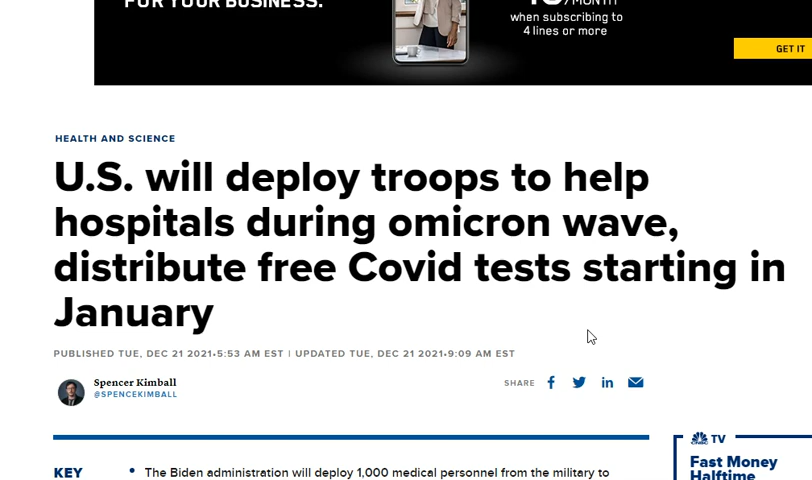 FOR YOUR BUSINESS.
/MONTH
when subscribing to
4 lines or more
GET IT
HEALTH AND SCIENCE
U.S. will deploy troops to help
hospitals during omicron wave,
distribute free Covid tests starting in
January
PUBLISHED TUE, DEC 21 2021•5:53 AM EST | UPDATED TUE, DEC 21 2021•9:09 AM EST
Spencer Kimball
@SPENCEKIMBALL
SHARE
KEY
• The Biden administration will deploy 1,000 medical personnel from the military to
CNBC TV
Fast Money
Halftime